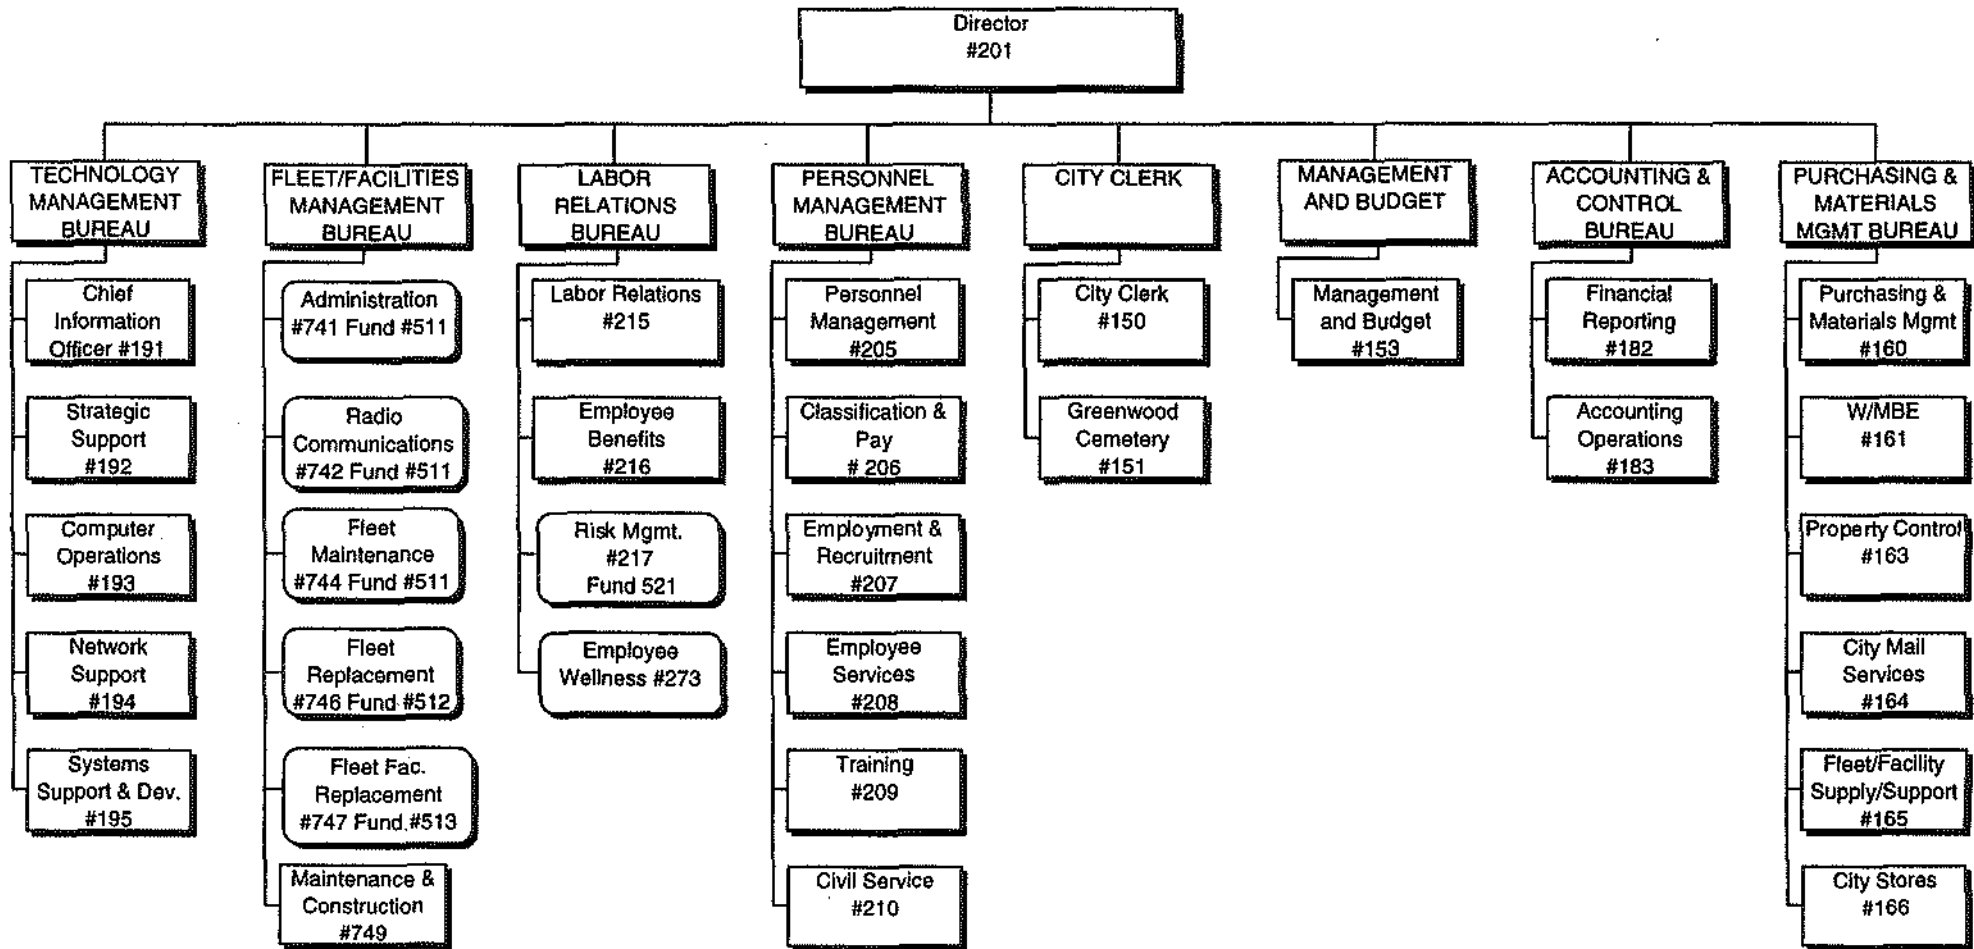 Director
#201
TECHNOLOGY
MANAGEMENT
BUREAU
Chief
Information
Officer #191
Strategic
Support
#192
Computer
Operations
#193
Network
Support
#194
Systems
Support & Dev.
#195
FLEET/FACILITIES
MANAGEMENT
BUREAU
Administration
#741 Fund #511
Radio
Communications
#742 Fund #511
Fleet
Maintenance
#744 Fund #511
Fleet
Replacement
#746 Fund #512
Fleet Fac.
Replacement
#747 Fund #513
Maintenance &
Construction
#749
LABOR
RELATIONS
BUREAU
Labor Relations
#215
Employee
Benefits
#216
Risk Mgmt.
#217
Fund 521
Employee
Wellness #273
PERSONNEL
MANAGEMENT
BUREAU
Personnel
Management
#205
Classification &
Pay
# 206
Employment &
Recruitment
#207
Employee
Services
#208
Training
#209
Civil Service
#210
CITY CLERK
City Clerk
#150
Greenwood
Cemetery
#151
MANAGEMENT
AND BUDGET
Management
and Budget
#153
ACCOUNTING &
CONTROL
BUREAU
Financial
Reporting
#182
Accounting
Operations
#183
PURCHASING &
MATERIALS
MGMT BUREAU
Purchasing &
Materials Mgmt
#160
W/MBE
#161
Property Control
#163
City Mail
Services
#164
Fleet/Facility
Supply/Support
#165
City Stores
#166